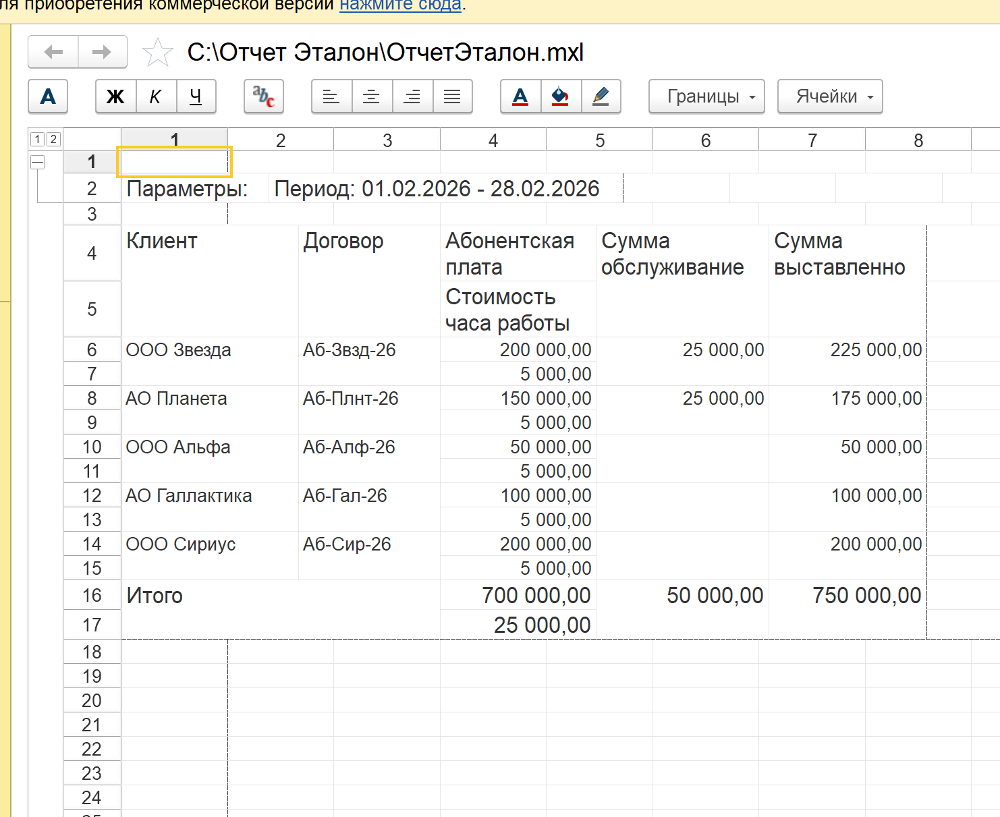 ля приобретения коммерческой версии нажмите сюда.
C:\Отчет Эталон\ОтчетЭталон.mxl
А Ж К Ч abc А Границы Ячейки
1 2 1 2 3 4 5 6 7 8
1
2 Параметры: Период: 01.02.2026 - 28.02.2026
3
4 Клиент Договор Абонентская плата Сумма обслуживание Сумма выставленно
5 Стоимость часа работы
6 ООО Звезда Аб-Звзд-26 200 000,00 25 000,00 225 000,00
7 5 000,00
8 АО Планета Аб-Плнт-26 150 000,00 25 000,00 175 000,00
9 5 000,00
10 ООО Альфа Аб-Алф-26 50 000,00 50 000,00
11 5 000,00
12 АО Галлактика Аб-Гал-26 100 000,00 100 000,00
13 5 000,00
14 ООО Сириус Аб-Сир-26 200 000,00 200 000,00
15 5 000,00
16 Итого 700 000,00 50 000,00 750 000,00
17 25 000,00
18
19
20
21
22
23
24